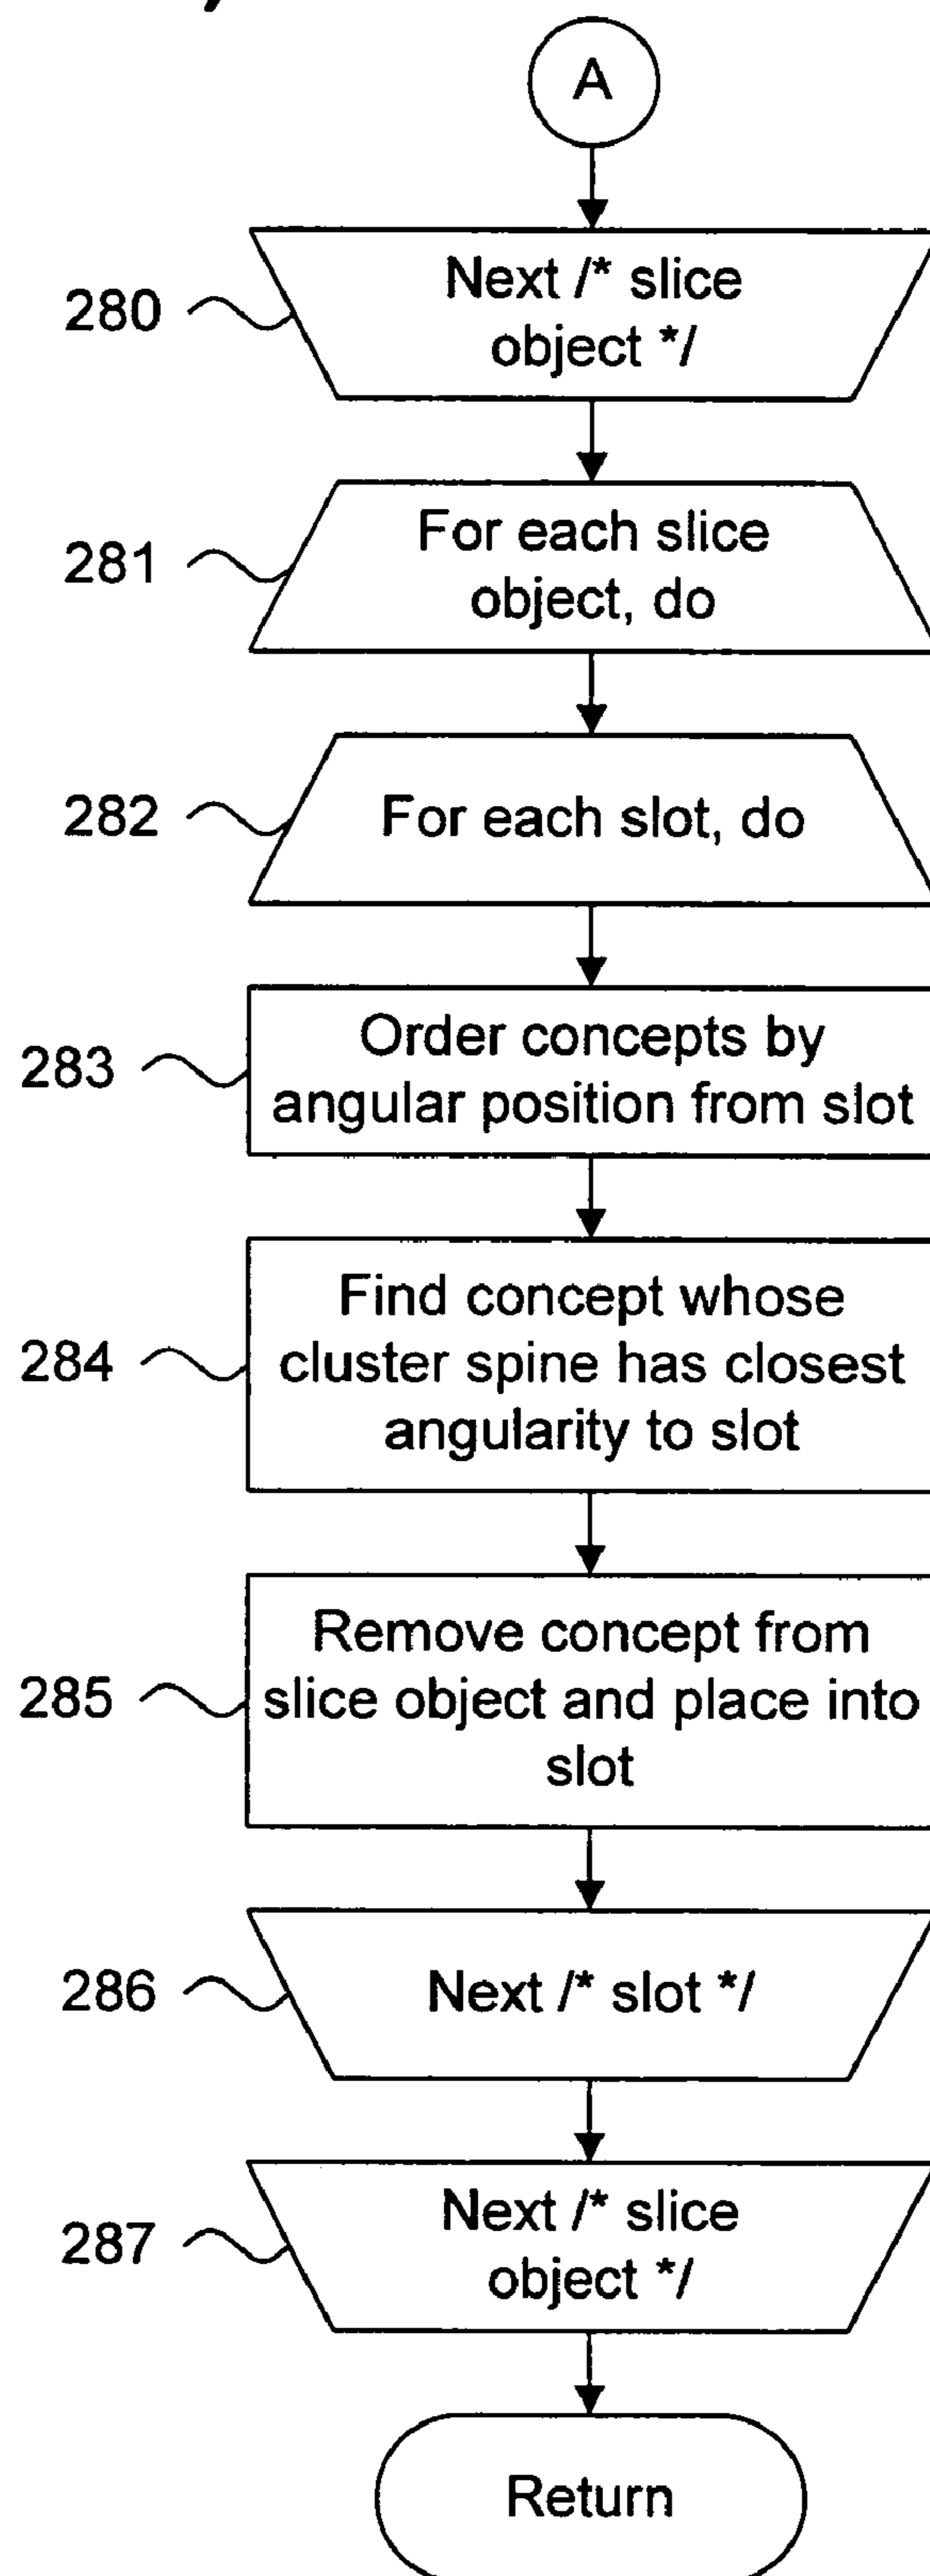 A
280
Next /* slice
object */
281
For each slice
object, do
282
For each slot, do
283
Order concepts by
angular position from slot
284
Find concept whose
cluster spine has closest
angularity to slot
285
Remove concept from
slice object and place into
slot
286
Next /* slot */
287
Next /* slice
object */
Return